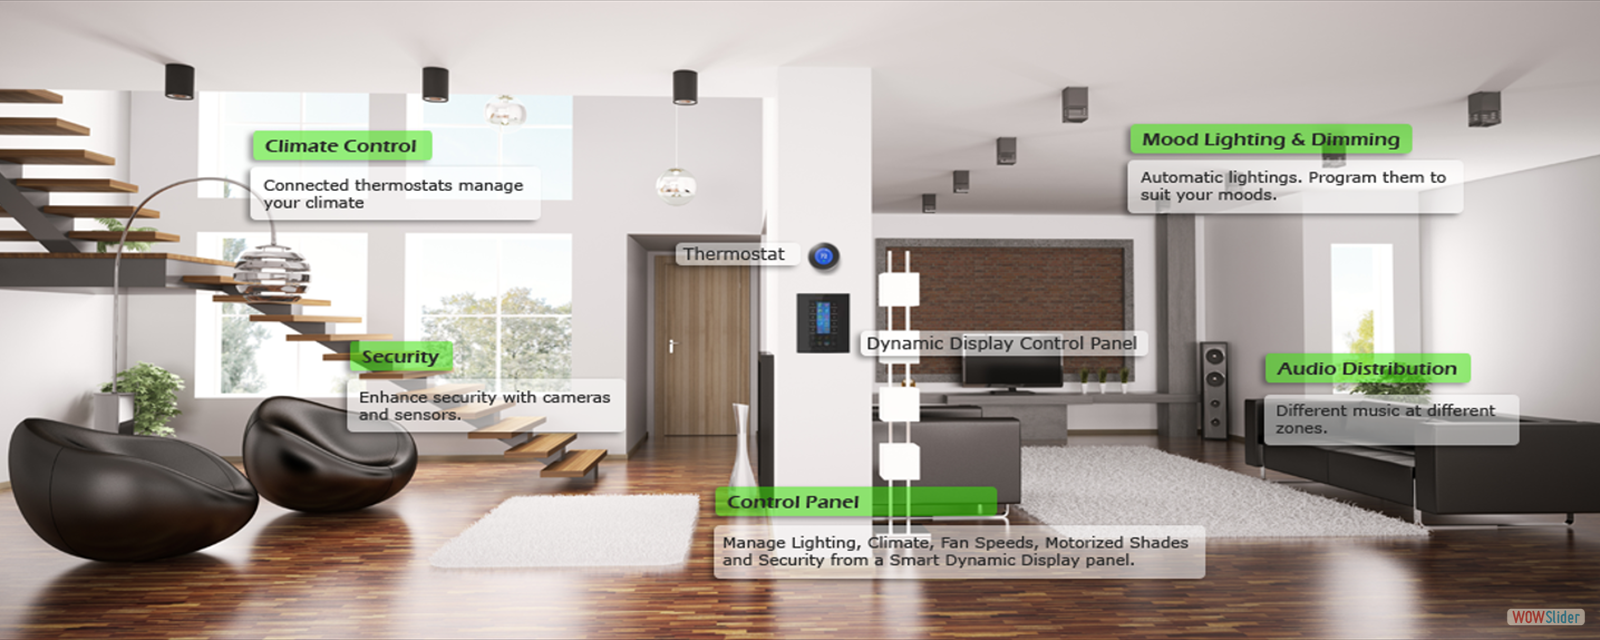 Climate Control
Connected thermostats manage
your climate
Mood Lighting & Dimming
Automatic lightings. Program them to
suit your moods.
Thermostat
Dynamic Display Control Panel
Security
Enhance security with cameras
and sensors.
Audio Distribution
Different music at different
zones.
Control Panel
Manage Lighting, Climate, Fan Speeds, Motorized Shades
and Security from a Smart Dynamic Display panel.
WOWSlider